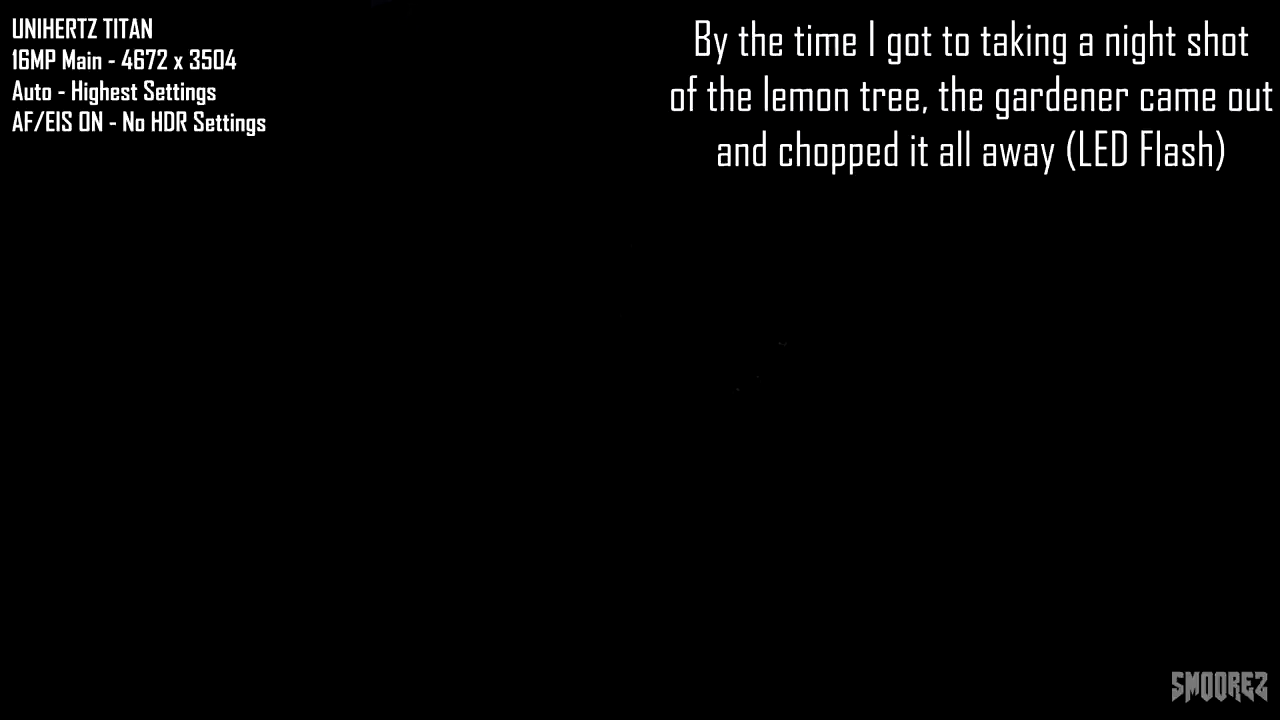 UNIHERTZ TITAN
16MP Main - 4672 x 3504
Auto - Highest Settings
AF/EIS ON - No HDR Settings
By the time I got to taking a night shot
of the lemon tree, the gardener came out
and chopped it all away (LED Flash)
SMOOREZ